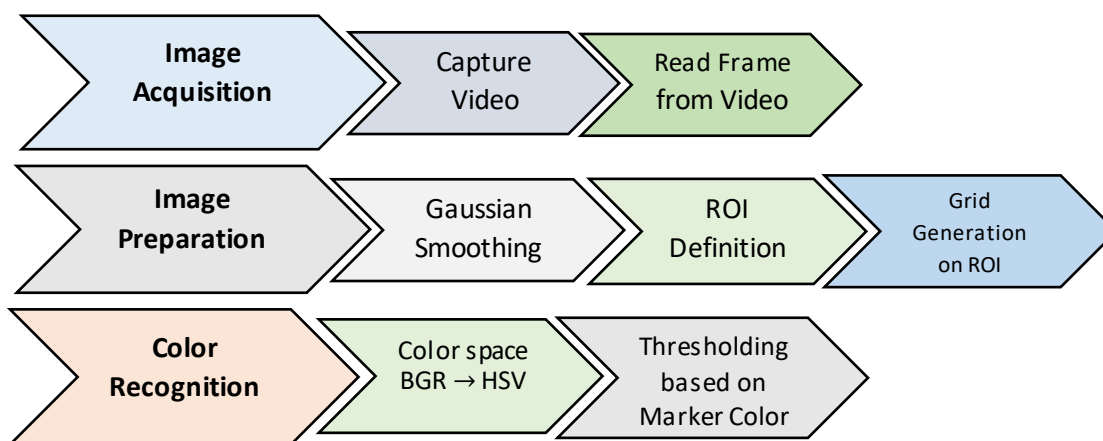 Image
Acquisition
Capture
Video
Read Frame
from Video
Image
Preparation
Gaussian
Smoothing
ROI
Definition
Grid
Generation
on ROI
Color
Recognition
Color space
BGR → HSV
Thresholding
based on
Marker Color